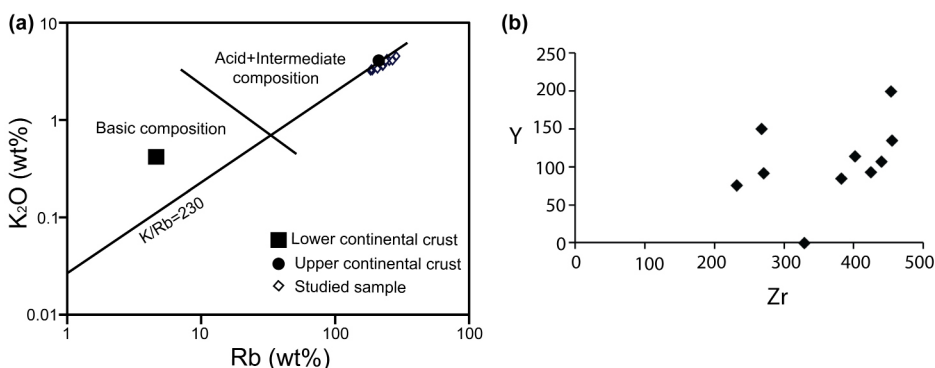 (a)
10
1
0.1
0.01
K₂O (wt%)
Acid+Intermediate
composition
Basic composition
K/Rb=230
Lower continental crust
Upper continental crust
Studied sample
1
10
100
100
Rb (wt%)
(b)
250
200
150
100
50
0
Y
0
100
200
300
400
500
Zr